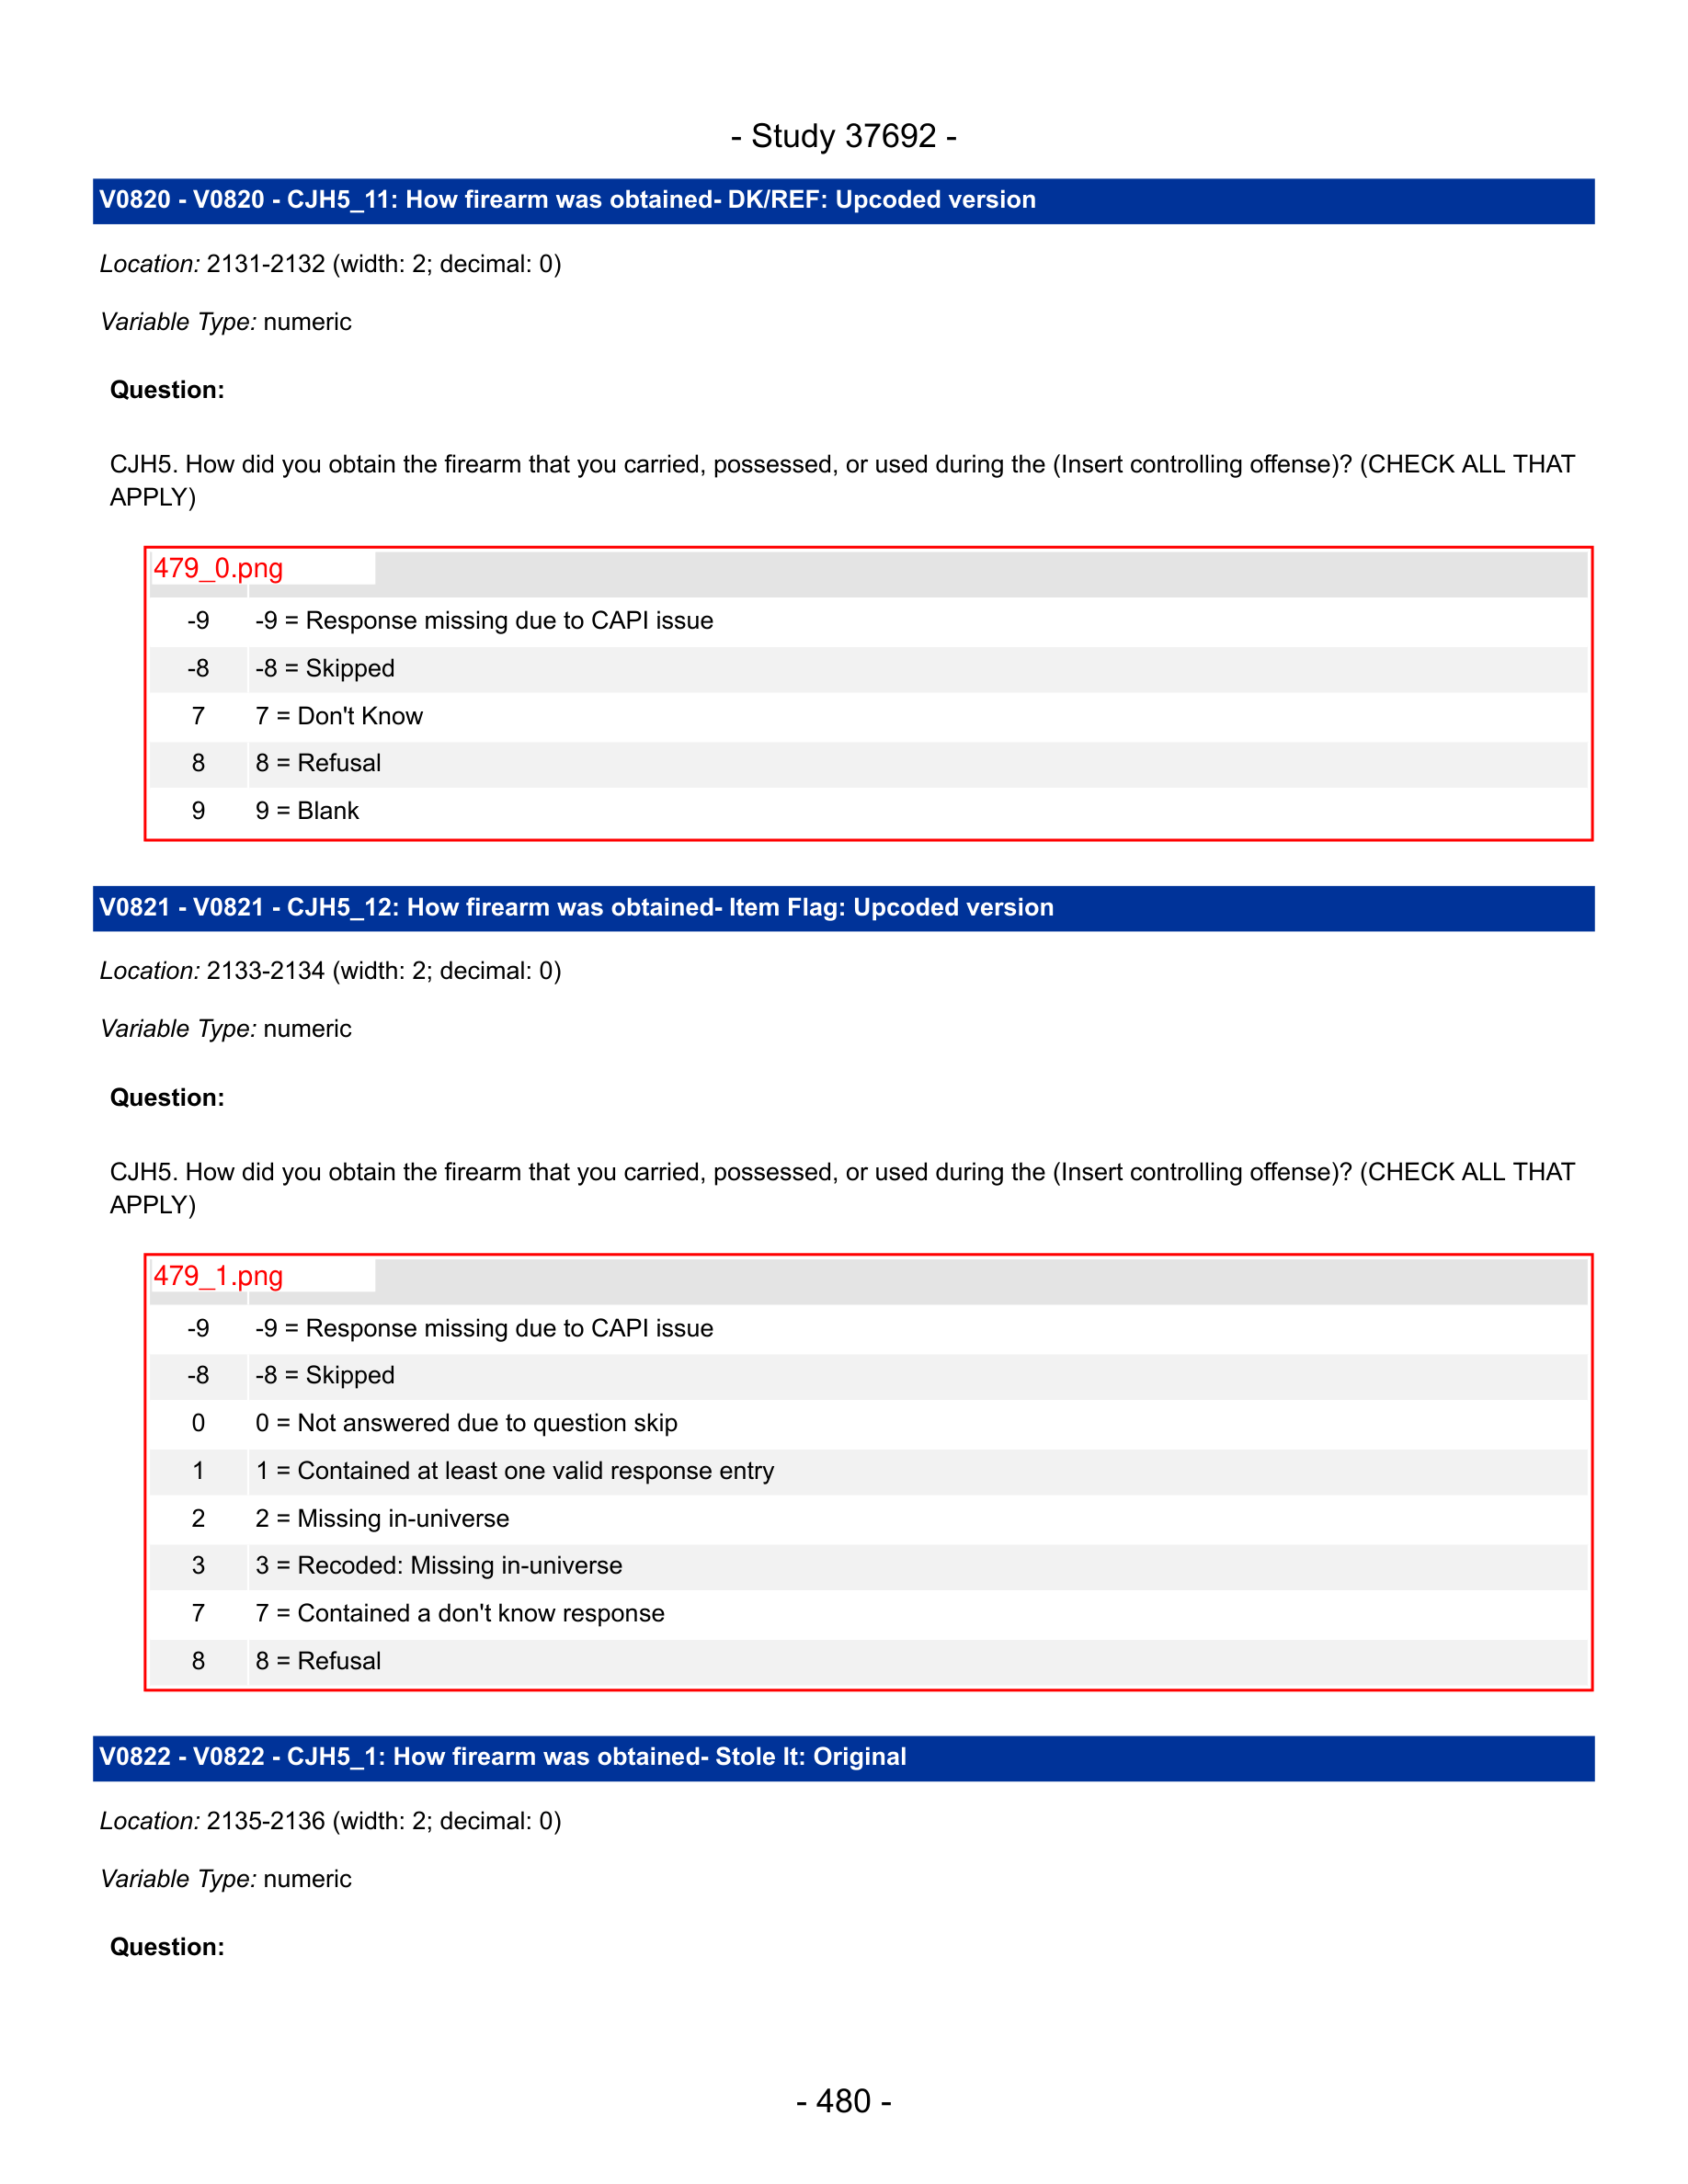 - Study 37692 -
V0820 - V0820 - CJH5_11: How firearm was obtained- DK/REF: Upcoded version
Location: 2131-2132 (width: 2; decimal: 0)
Variable Type: numeric
Question:
CJH5. How did you obtain the firearm that you carried, possessed, or used during the (Insert controlling offense)? (CHECK ALL THAT
APPLY)
479_0.png
-9 -9 = Response missing due to CAPI issue
-8 -8 = Skipped
7 7 = Don't Know
8 8 = Refusal
9 9 = Blank
V0821 - V0821 - CJH5_12: How firearm was obtained- Item Flag: Upcoded version
Location: 2133-2134 (width: 2; decimal: 0)
Variable Type: numeric
Question:
CJH5. How did you obtain the firearm that you carried, possessed, or used during the (Insert controlling offense)? (CHECK ALL THAT
APPLY)
479_1.png
-9 -9 = Response missing due to CAPI issue
-8 -8 = Skipped
0 0 = Not answered due to question skip
1 1 = Contained at least one valid response entry
2 2 = Missing in-universe
3 3 = Recoded: Missing in-universe
7 7 = Contained a don't know response
8 8 = Refusal
V0822 - V0822 - CJH5_1: How firearm was obtained- Stole It: Original
Location: 2135-2136 (width: 2; decimal: 0)
Variable Type: numeric
Question:
- 480 -